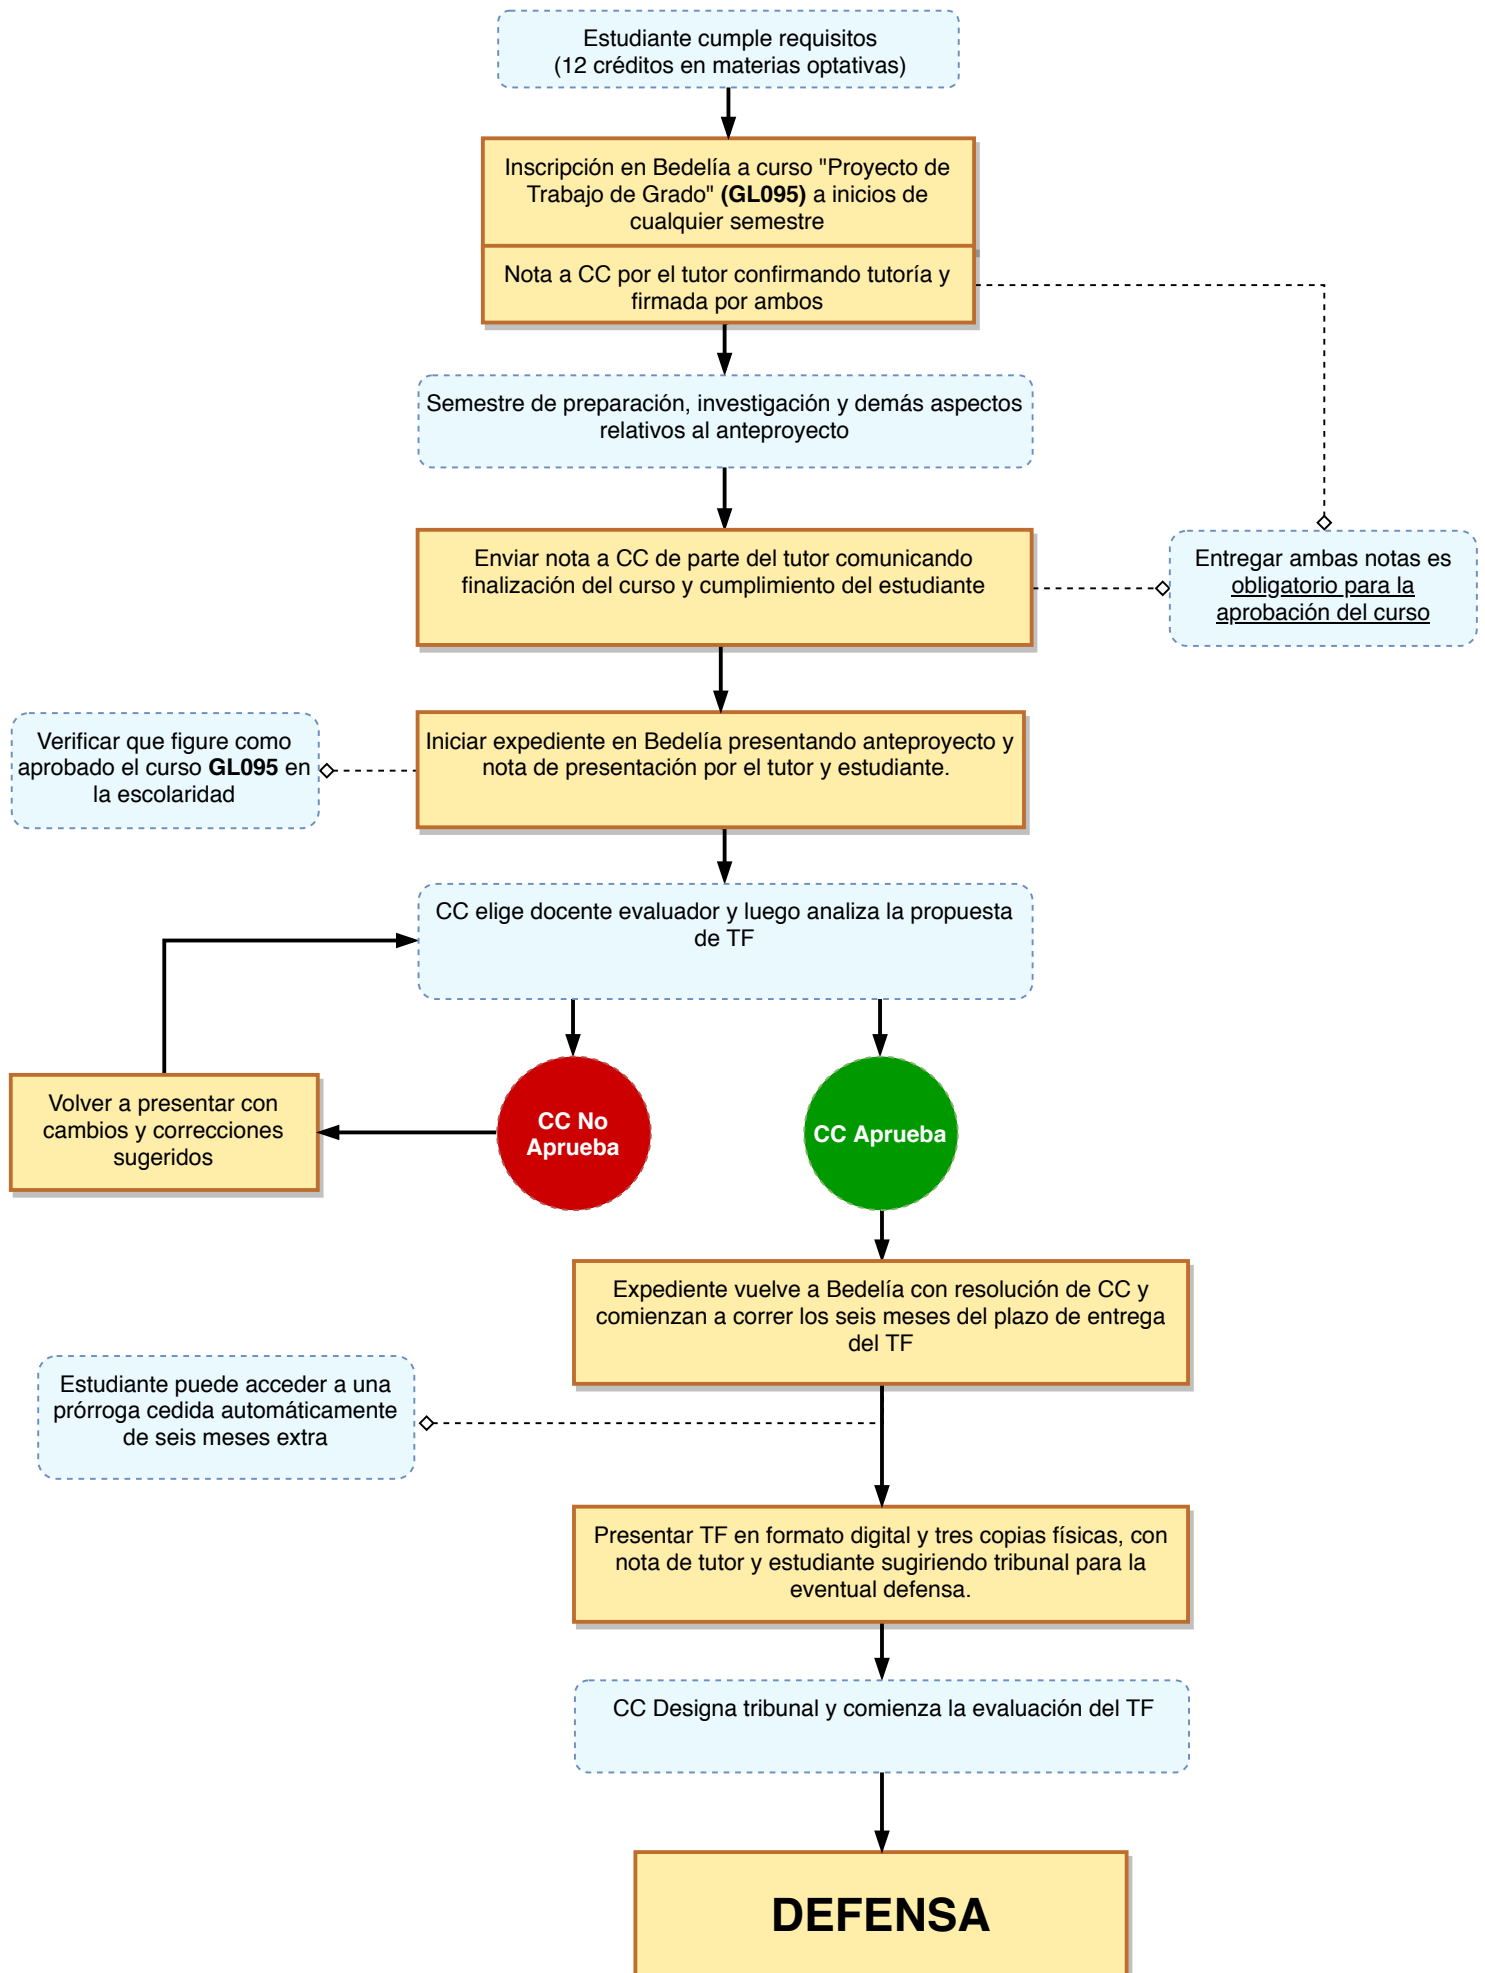 Estudiante cumple requisitos
(12 créditos en materias optativas)
Inscripción en Bedelía a curso "Proyecto de
Trabajo de Grado" (GL095) a inicios de
cualquier semestre
Nota a CC por el tutor confirmando tutoría y
firmada por ambos
Semestre de preparación, investigación y demás aspectos
relativos al anteproyecto
Enviar nota a CC de parte del tutor comunicando
finalización del curso y cumplimiento del estudiante
Entregar ambas notas es
obligatorio para la
aprobación del curso
Verificar que figure como
aprobado el curso GL095 en
la escolaridad
Iniciar expediente en Bedelía presentando anteproyecto y
nota de presentación por el tutor y estudiante.
CC elige docente evaluador y luego analiza la propuesta
de TF
Volver a presentar con
cambios y correcciones
sugeridos
CC No
Aprueba
CC Aprueba
Expediente vuelve a Bedelía con resolución de CC y
comienzan a correr los seis meses del plazo de entrega
del TF
Estudiante puede acceder a una
prórroga cedida automáticamente
de seis meses extra
Presentar TF en formato digital y tres copias físicas, con
nota de tutor y estudiante sugiriendo tribunal para la
eventual defensa.
CC Designa tribunal y comienza la evaluación del TF
DEFENSA